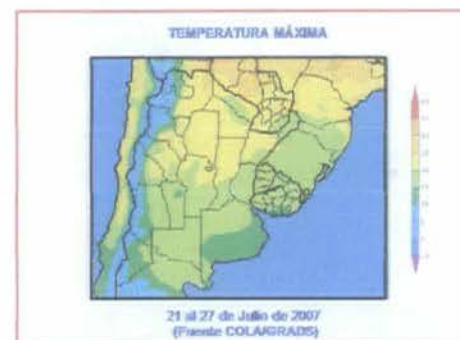 TEMPERATURA MÁXIMA
21 al 27 de Julio de 2007
(Fuente COLA/GRADS)